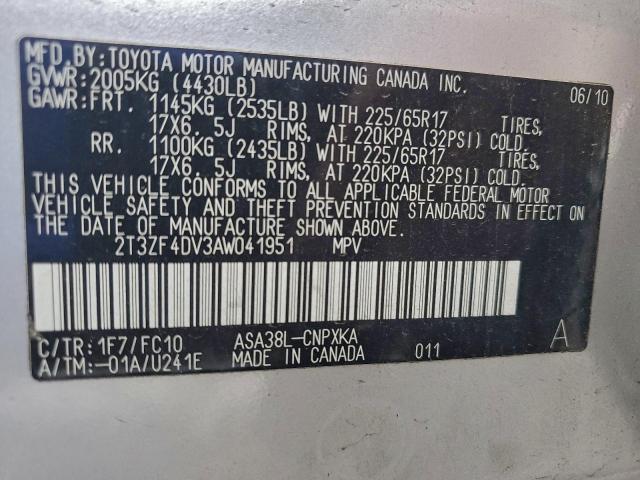 MFD.BY:TOYOTA MOTOR MANUFACTURING CANADA INC.
GVWR:2005KG (4430LB) 06/10
GAWR:FRT. 1145KG (2535LB) WITH 225/65R17 TIRES,
17X6. 5J RIMS, AT 220KPA (32PSI) COLD.
RR. 1100KG (2435LB) WITH 225/65R17 TIRES,
17X6. 5J RIMS, AT 220KPA (32PSI) COLD.
THIS VEHICLE CONFORMS TO ALL APPLICABLE FEDERAL MOTOR
VEHICLE SAFETY AND THEFT PREVENTION STANDARDS IN EFFECT ON
THE DATE OF MANUFACTURE SHOWN ABOVE.
2T3ZF4DV3AW041951 MPV
C/TR:1F7/FC10 ASA38L-CNPXKA A
A/TM:-01A/U241E MADE IN CANADA 011